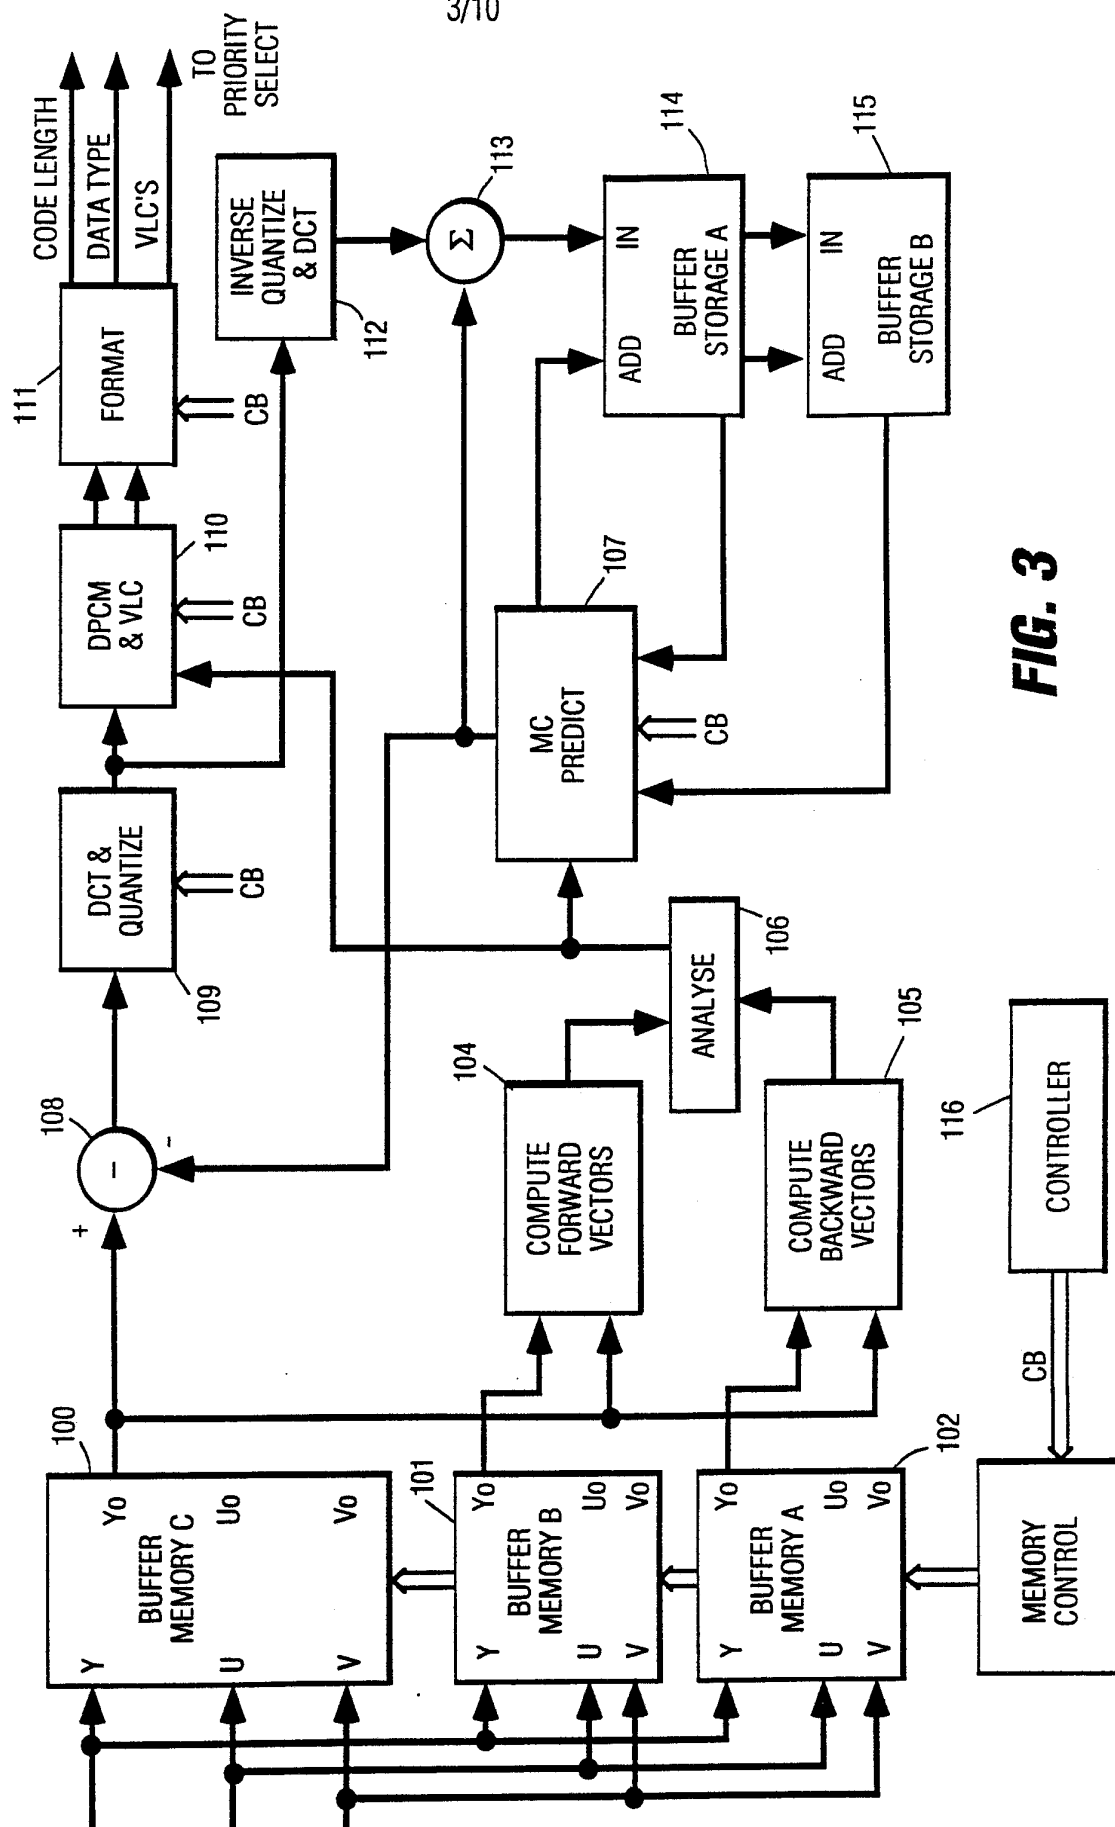 3/10
CODE LENGTH
DATA TYPE
VLC'S
TO
PRIORITY
SELECT
111
FORMAT
CB
110
DPCM
& VLC
CB
109
DCT &
QUANTIZE
CB
108
+
-
-
112
INVERSE
QUANTIZE
& DCT
113
Σ
114
ADD
IN
BUFFER
STORAGE A
115
ADD
IN
BUFFER
STORAGE B
107
MC
PREDICT
CB
106
ANALYSE
104
COMPUTE
FORWARD
VECTORS
105
COMPUTE
BACKWARD
VECTORS
100
Y
U
V
BUFFER
MEMORY C
Yo
Uo
Vo
101
Y
U
V
BUFFER
MEMORY B
Yo
Uo
Vo
102
Y
U
V
BUFFER
MEMORY A
Yo
Uo
Vo
MEMORY
CONTROL
CB
116
CONTROLLER
FIG. 3